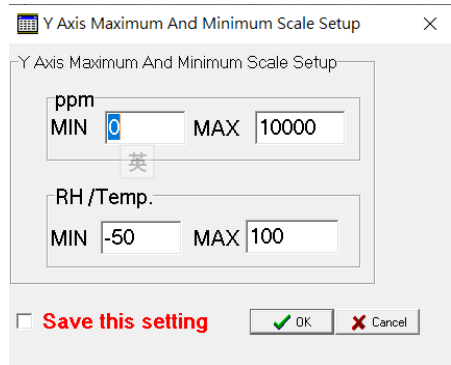 Y Axis Maximum And Minimum Scale Setup
Y Axis Maximum And Minimum Scale Setup
ppm
MIN 0 MAX 10000
英
RH /Temp.
MIN -50 MAX 100
Save this setting OK Cancel